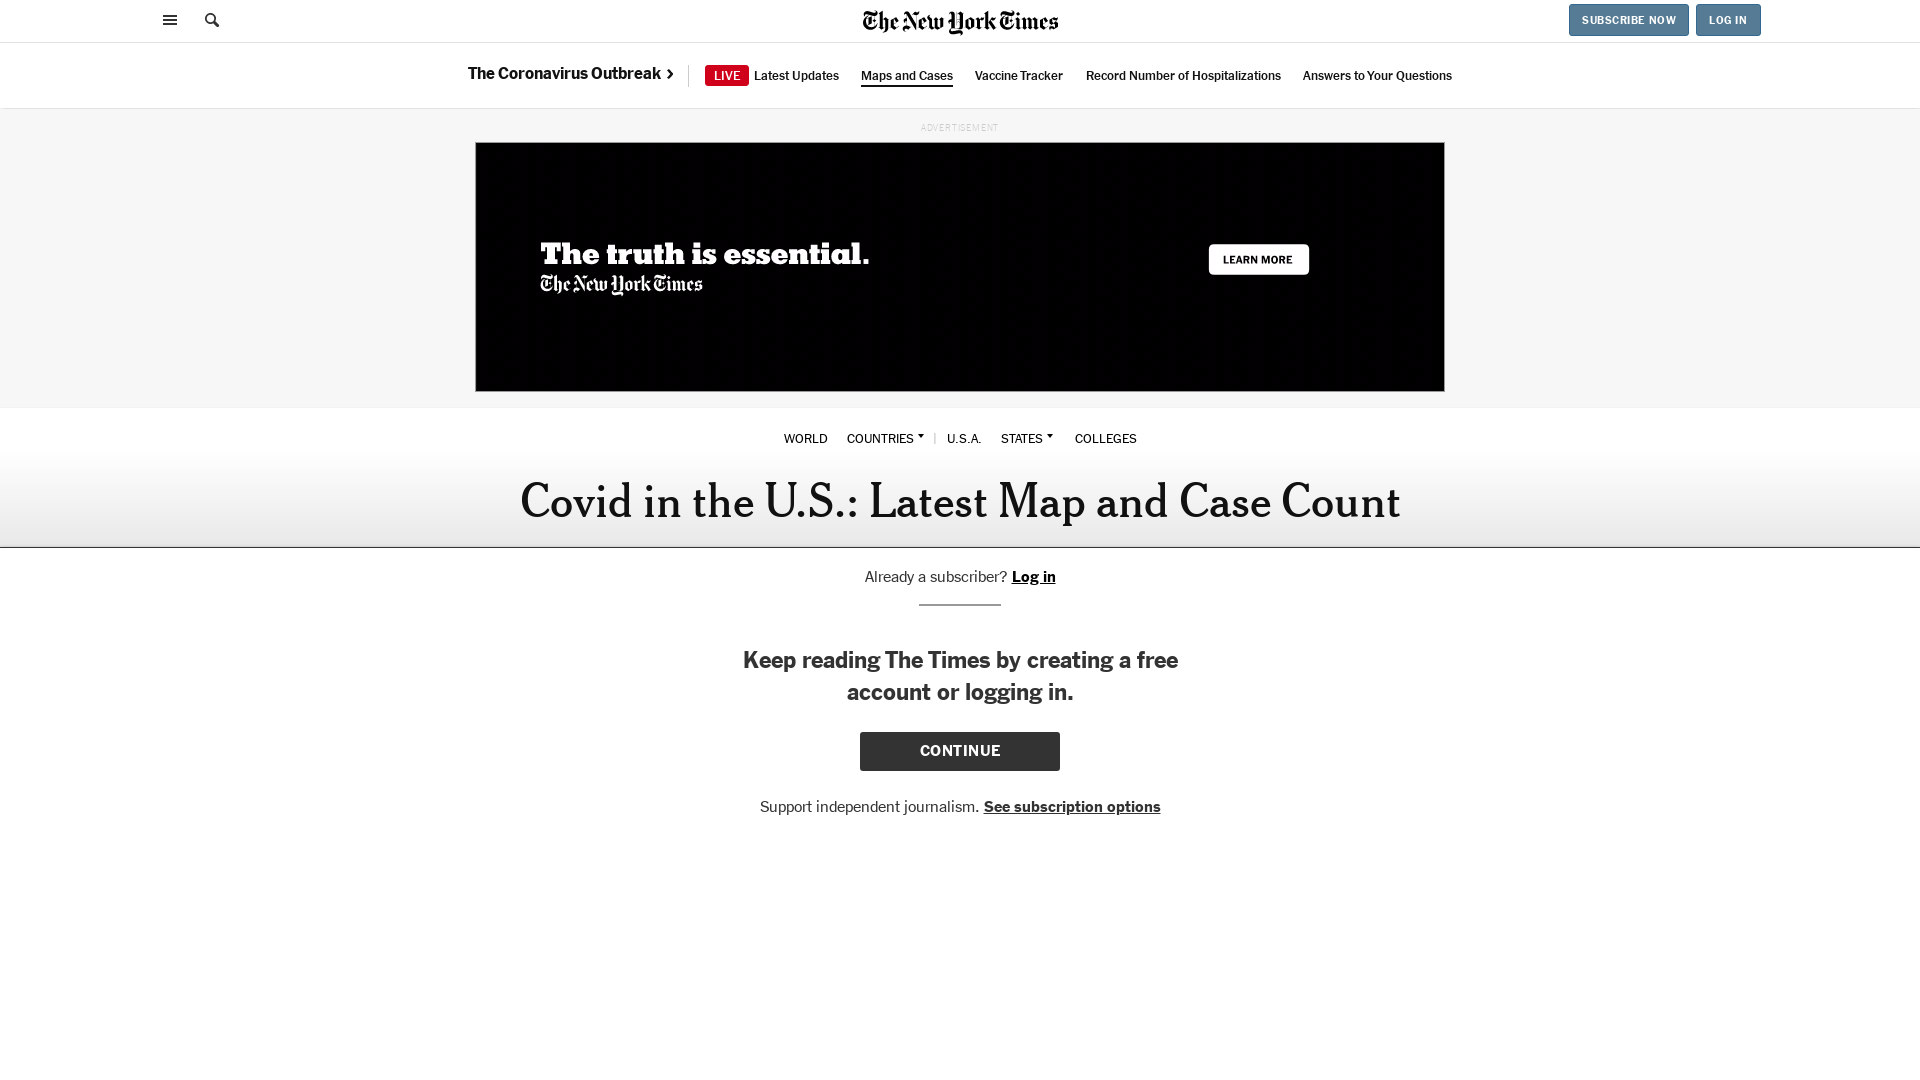 The New York Times
SUBSCRIBE NOW
LOG IN
The Coronavirus Outbreak
LIVE Latest Updates
Maps and Cases
Vaccine Tracker
Record Number of Hospitalizations
Answers to Your Questions
ADVERTISEMENT
The truth is essential.
The New York Times
LEARN MORE
WORLD
COUNTRIES
U.S.A.
STATES
COLLEGES
Covid in the U.S.: Latest Map and Case Count
Already a subscriber? Log in
Keep reading The Times by creating a free
account or logging in.
CONTINUE
Support independent journalism. See subscription options